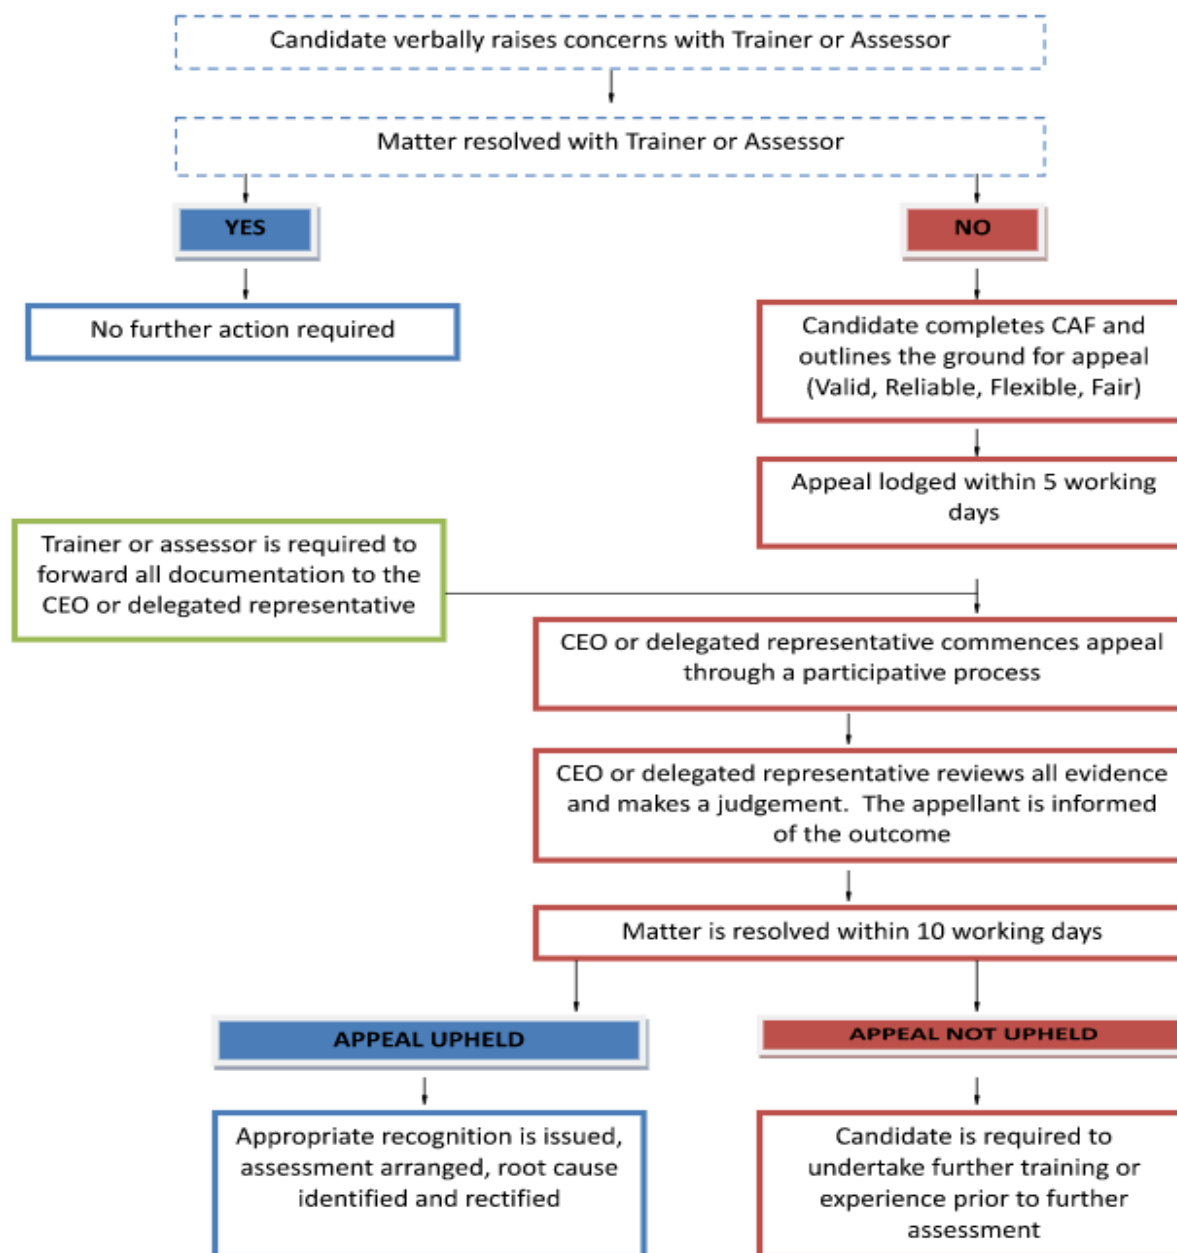 Candidate verbally raises concerns with Trainer or Assessor
Matter resolved with Trainer or Assessor
YES
NO
No further action required
Candidate completes CAF and
outlines the ground for appeal
(Valid, Reliable, Flexible, Fair)
Appeal lodged within 5 working
days
Trainer or assessor is required to
forward all documentation to the
CEO or delegated representative
CEO or delegated representative commences appeal
through a participative process
CEO or delegated representative reviews all evidence
and makes a judgement.  The appellant is informed
of the outcome
Matter is resolved within 10 working days
APPEAL UPHELD
APPEAL NOT UPHELD
Appropriate recognition is issued,
assessment arranged, root cause
identified and rectified
Candidate is required to
undertake further training or
experience prior to further
assessment